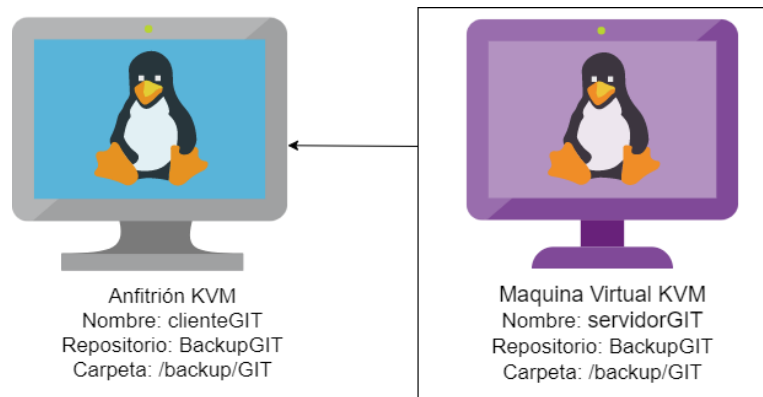 Anfitrión KVM
Nombre: clienteGIT
Repositorio: BackupGIT
Carpeta: /backup/GIT
Maquina Virtual KVM
Nombre: servidorGIT
Repositorio: BackupGIT
Carpeta: /backup/GIT